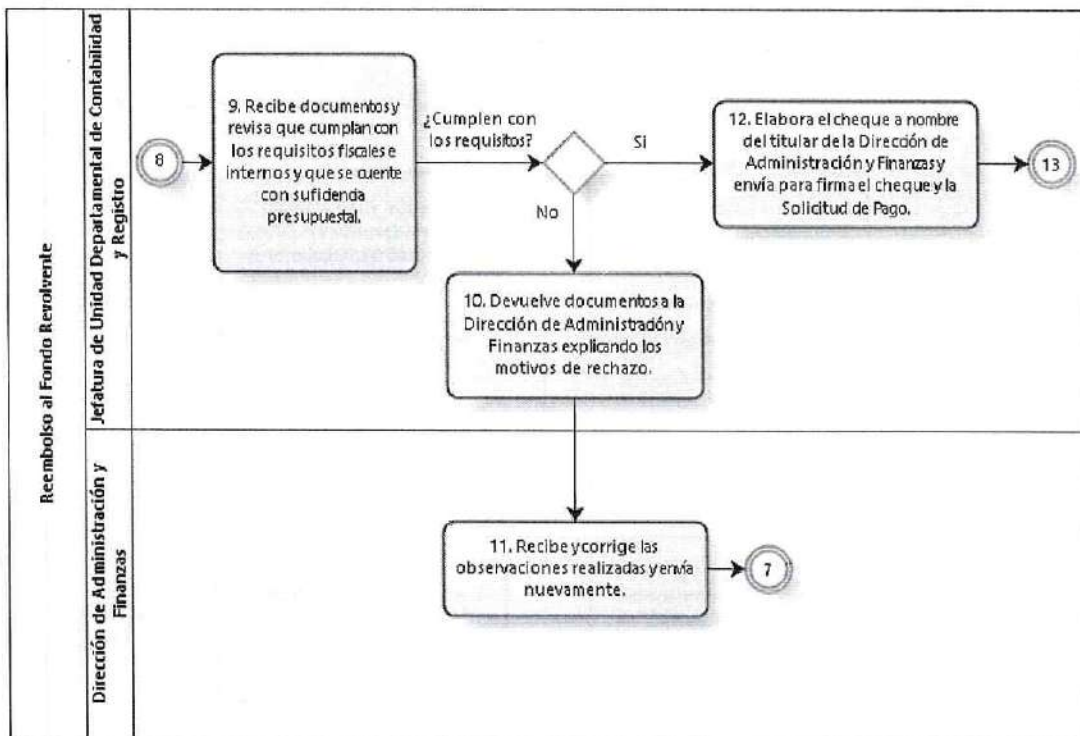 Reembolso al Fondo Revolvente
Jefatura de Unidad Departamental de Contabilidad
y Registro
8
9. Recibe documentos y
revisa que cumplan con
los requisitos fiscales e
internos y que se cuente
con suficiencia
presupuestal.
¿Cumplen con
los requisitos?
Si
No
12. Elabora el cheque a nombre
del titular de la Dirección de
Administración y Finanzas y
envía para firma el cheque y la
Solicitud de Pago.
13
10. Devuelve documentos a la
Dirección de Administración y
Finanzas explicando los
motivos de rechazo.
Dirección de Administración y
Finanzas
11. Recibe y corrige las
observaciones realizadas y envía
nuevamente.
7